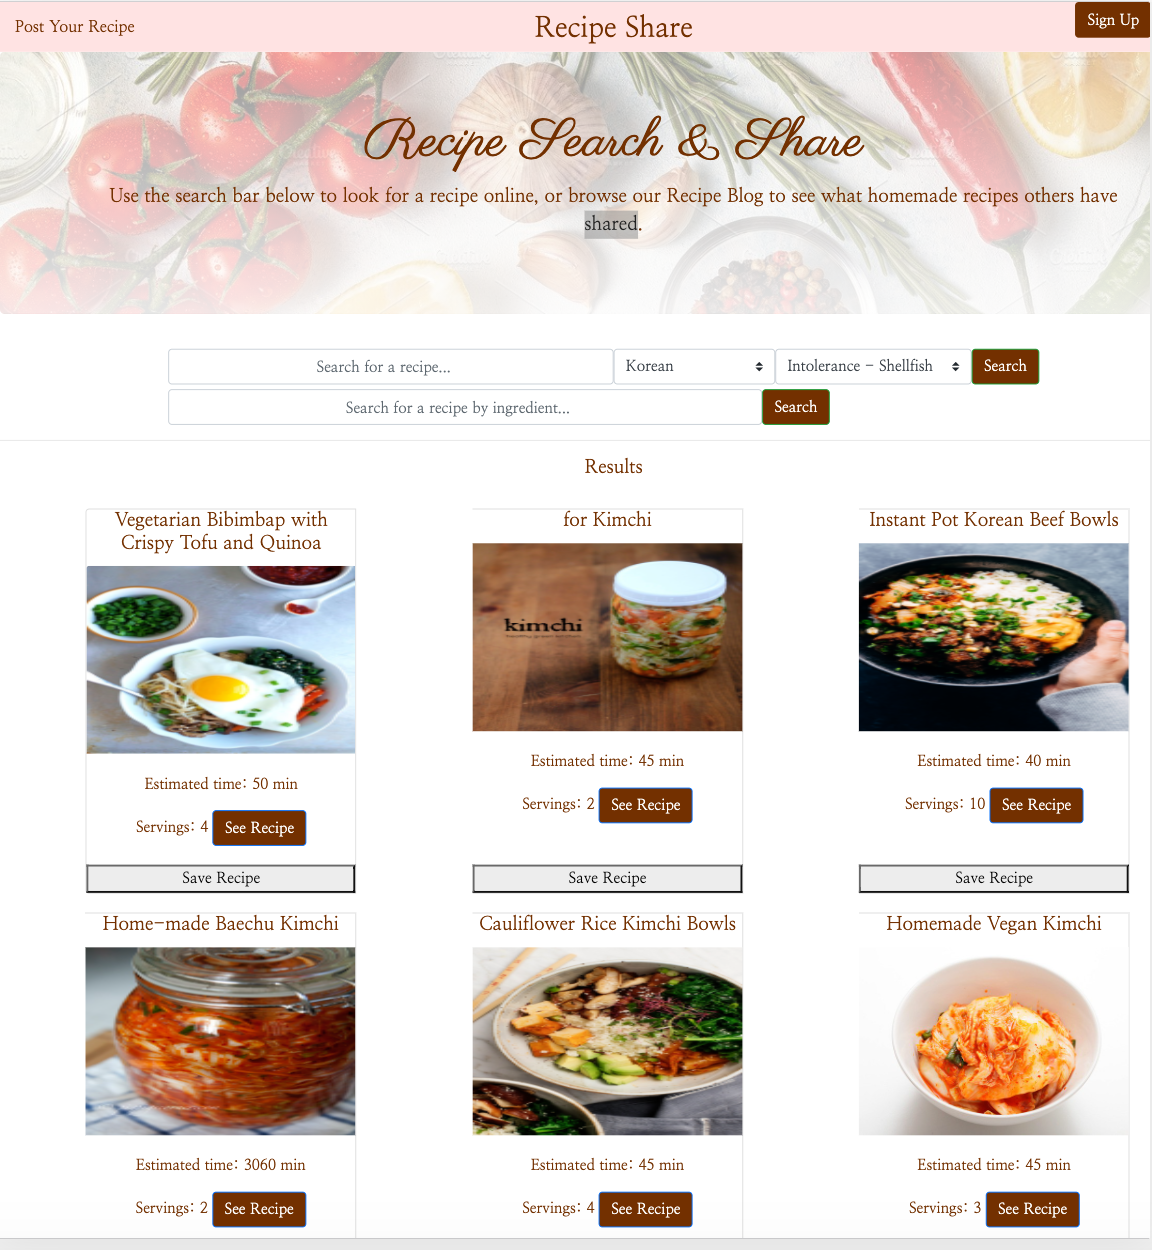 Post Your Recipe
Recipe Share
Sign Up
Recipe Search & Share
Use the search bar below to look for a recipe online, or browse our Recipe Blog to see what homemade recipes others have
shared.
Search for a recipe...
Korean
Intolerance - Shellfish
Search
Search for a recipe by ingredient...
Search
Results
Vegetarian Bibimbap with
Crispy Tofu and Quinoa
Estimated time: 50 min
Servings: 4
See Recipe
Save Recipe
for Kimchi
kimchi
Estimated time: 45 min
Servings: 2
See Recipe
Save Recipe
Instant Pot Korean Beef Bowls
Estimated time: 40 min
Servings: 10
See Recipe
Save Recipe
Home-made Baechu Kimchi
Estimated time: 3060 min
Servings: 2
See Recipe
Cauliflower Rice Kimchi Bowls
Estimated time: 45 min
Servings: 4
See Recipe
Homemade Vegan Kimchi
Estimated time: 45 min
Servings: 3
See Recipe